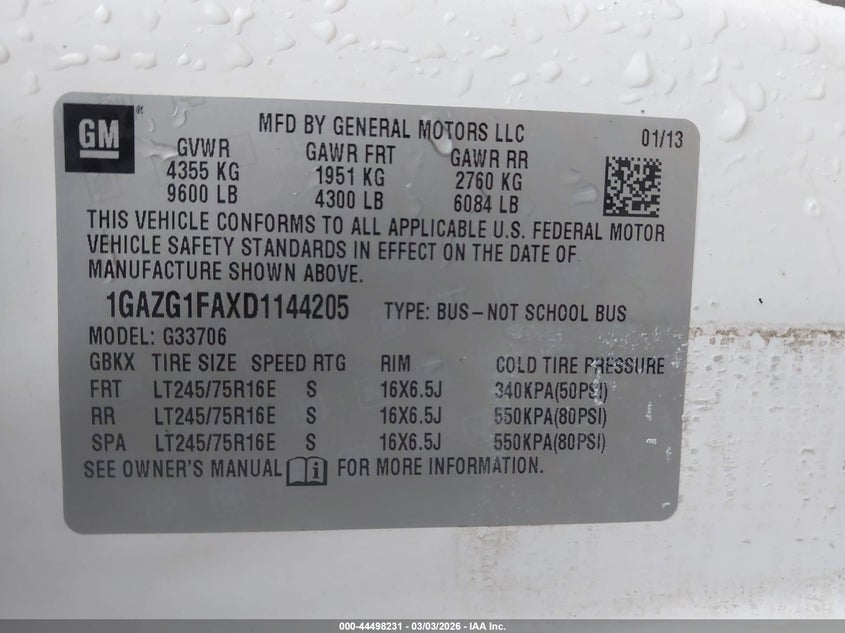 GM ®
MFD BY GENERAL MOTORS LLC 01/13
GVWR GAWR FRT GAWR RR
4355 KG 1951 KG 2760 KG
9600 LB 4300 LB 6084 LB
THIS VEHICLE CONFORMS TO ALL APPLICABLE U.S. FEDERAL MOTOR
VEHICLE SAFETY STANDARDS IN EFFECT ON THE DATE OF
MANUFACTURE SHOWN ABOVE.
1GAZG1FAXD1144205 TYPE: BUS–NOT SCHOOL BUS
MODEL: G33706
GBKX TIRE SIZE SPEED RTG RIM COLD TIRE PRESSURE
FRT LT245/75R16E S 16X6.5J 340KPA(50PSI)
RR LT245/75R16E S 16X6.5J 550KPA(80PSI)
SPA LT245/75R16E S 16X6.5J 550KPA(80PSI)
SEE OWNER'S MANUAL i FOR MORE INFORMATION.
000-44498231 - 03/03/2026 - IAA Inc.